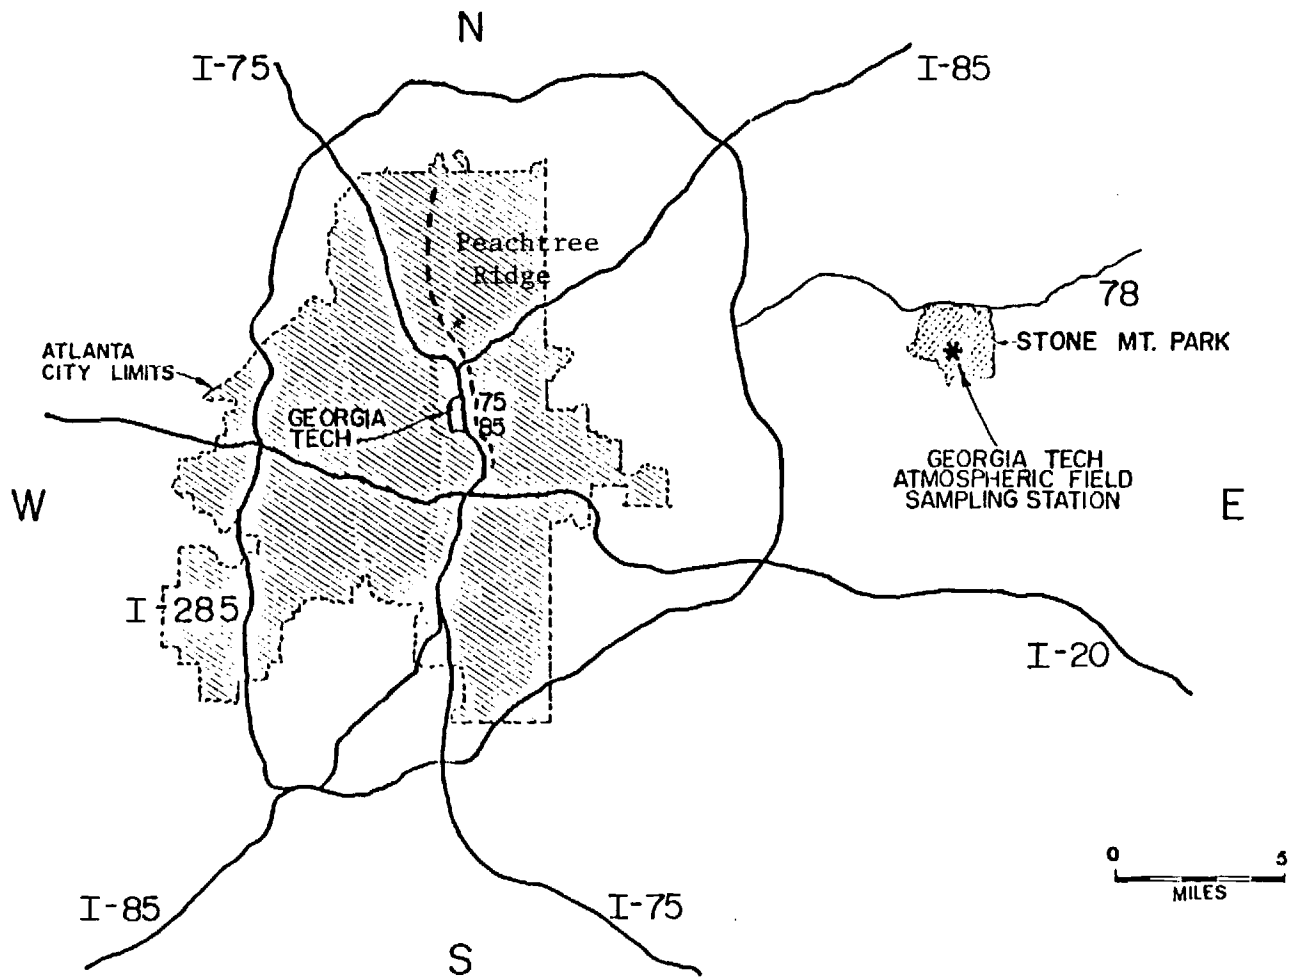 N
I-75
I-85
Peachtree
Ridge
78
STONE MT. PARK
ATLANTA
CITY LIMITS
GEORGIA
TECH
75
85
GEORGIA TECH
ATMOSPHERIC FIELD
SAMPLING STATION
W
E
I-285
I-20
0 5
MILES
I-85
I-75
S